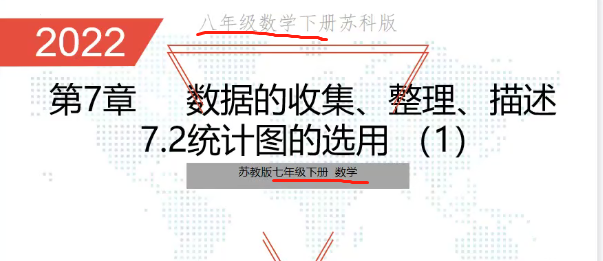 八年级数学下册苏科版
2022
第7章 数据的收集、整理、描述
7.2统计图的选用 （1）
苏教版七年级下册 数学